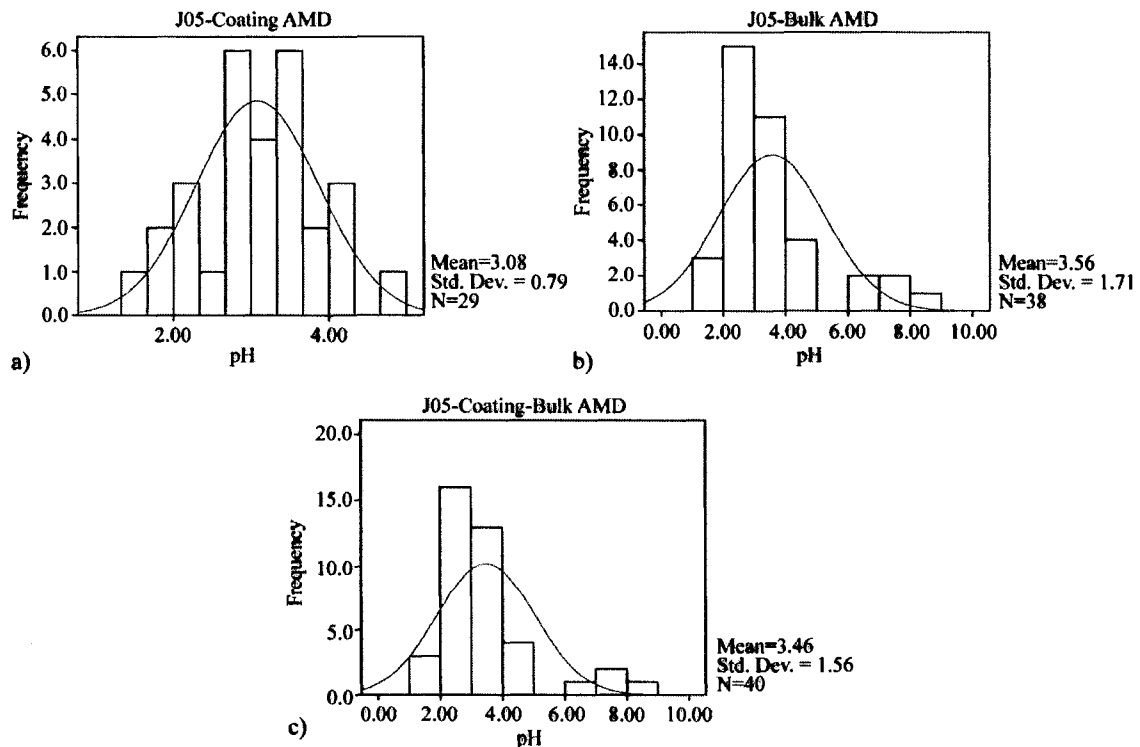 J05-Coating AMD
6.0
5.0
4.0
3.0
2.0
1.0
0.0
Frequency
2.00 4.00
pH
Mean=3.08
Std. Dev. = 0.79
N=29
a)
J05-Bulk AMD
14.0
12.0
10.0
8.0
6.0
4.0
2.0
0.0
Frequency
0.00 2.00 4.00 6.00 8.00 10.00
pH
Mean=3.56
Std. Dev. = 1.71
N=38
b)
J05-Coating-Bulk AMD
20.0
15.0
10.0
5.0
0.0
Frequency
0.00 2.00 4.00 6.00 8.00 10.00
pH
Mean=3.46
Std. Dev. = 1.56
N=40
c)